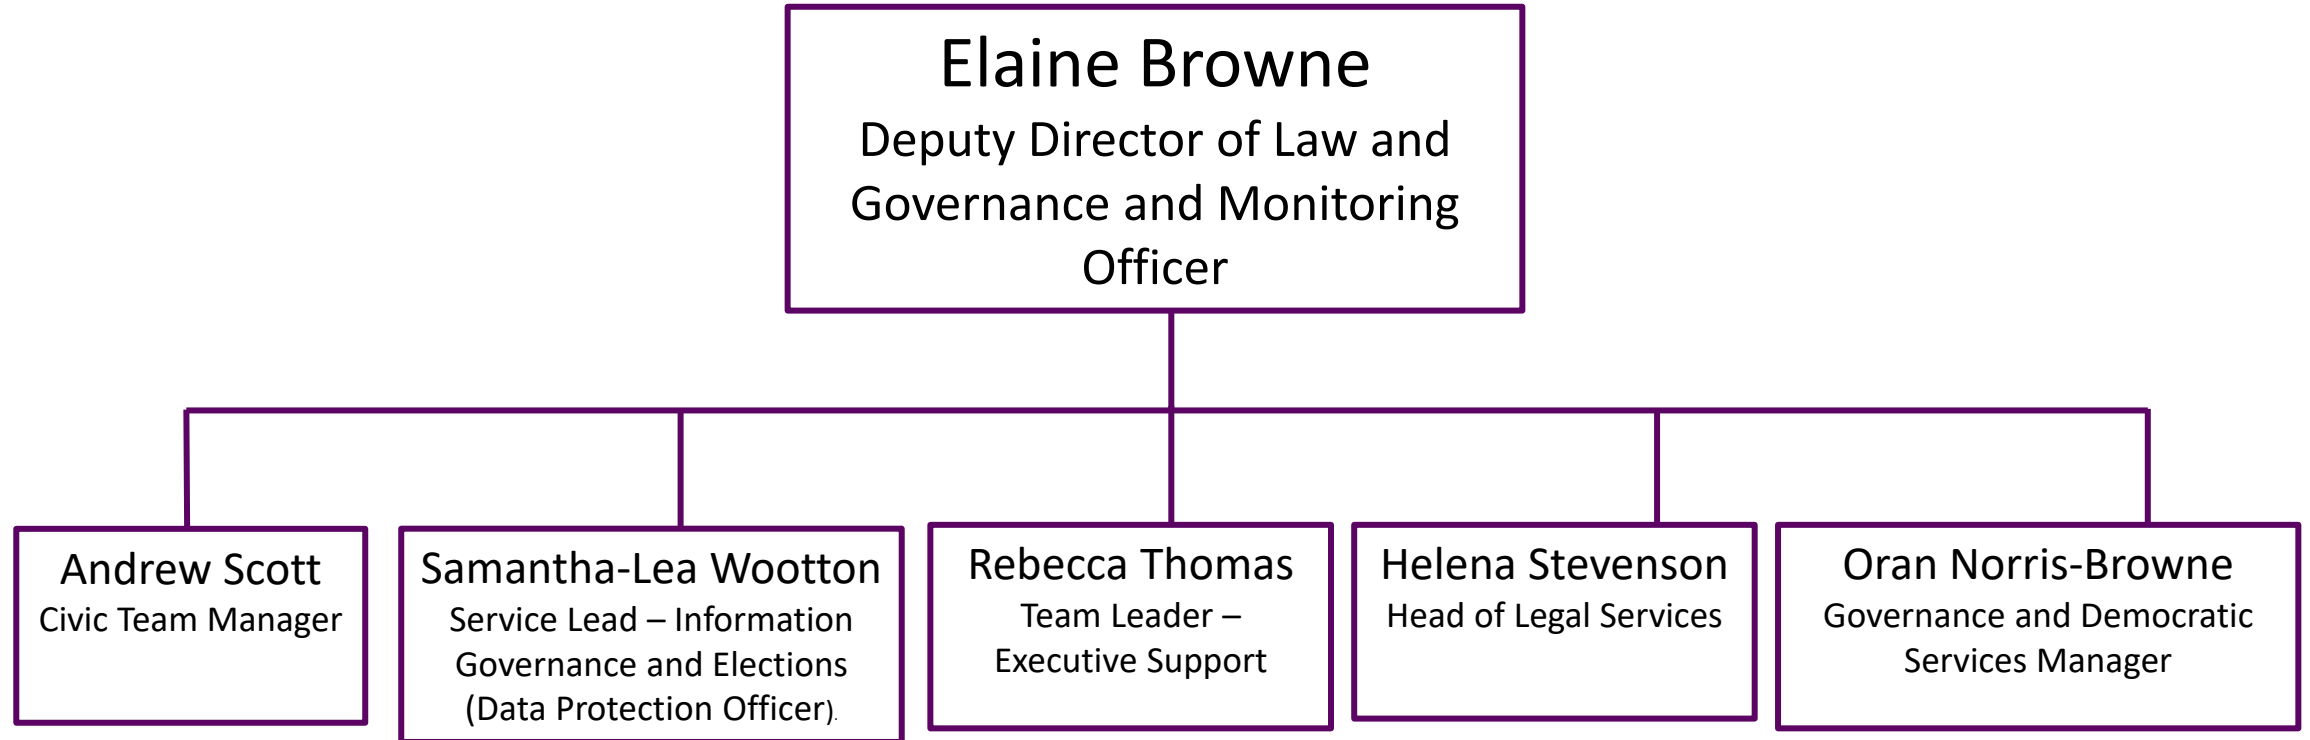 Elaine Browne
Deputy Director of Law and
Governance and Monitoring
Officer
Andrew Scott
Civic Team Manager
Samantha-Lea Wootton
Service Lead – Information
Governance and Elections
(Data Protection Officer).
Rebecca Thomas
Team Leader –
Executive Support
Helena Stevenson
Head of Legal Services
Oran Norris-Browne
Governance and Democratic
Services Manager